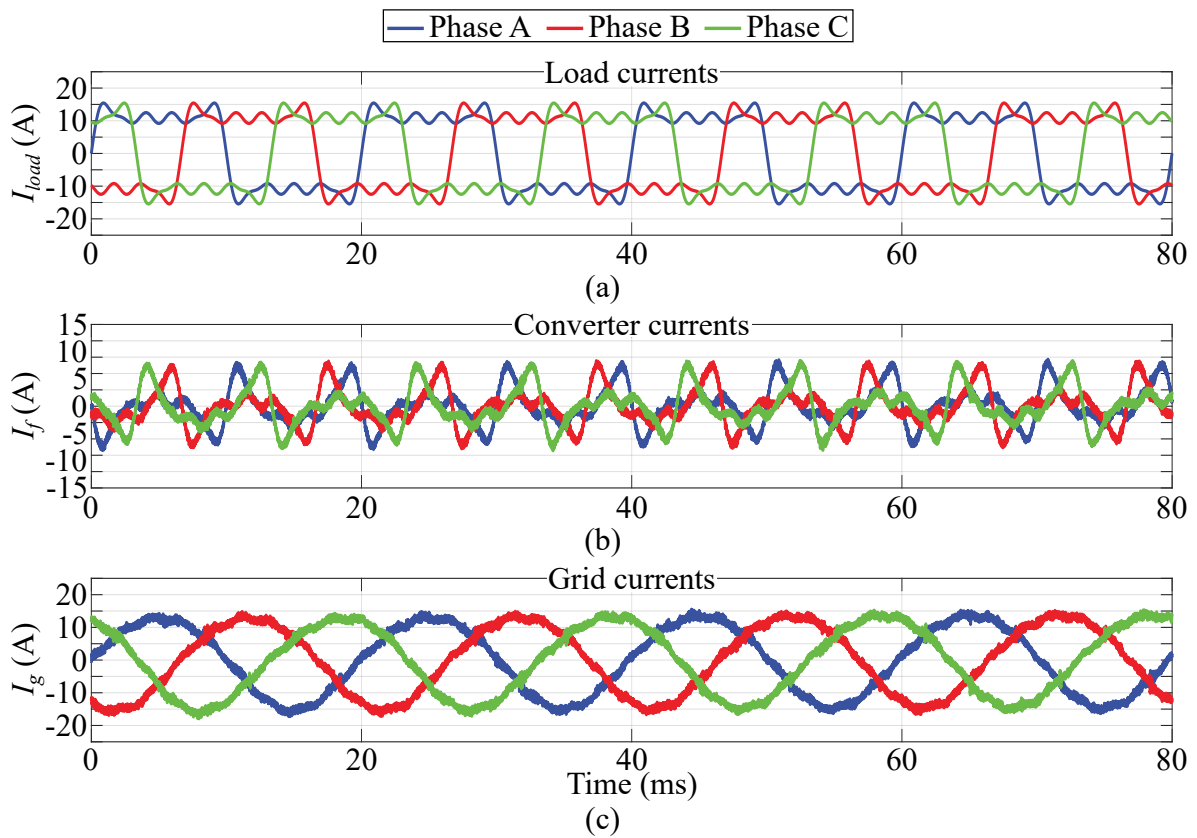 Phase A Phase B Phase C
Load currents
I_load (A)
20
10
0
-10
-20
0 20 40 60 80
(a)
Converter currents
I_f (A)
15
10
5
0
-5
-10
-15
0 20 40 60 80
(b)
Grid currents
I_g (A)
20
10
0
-10
-20
0 20 40 60 80
Time (ms)
(c)